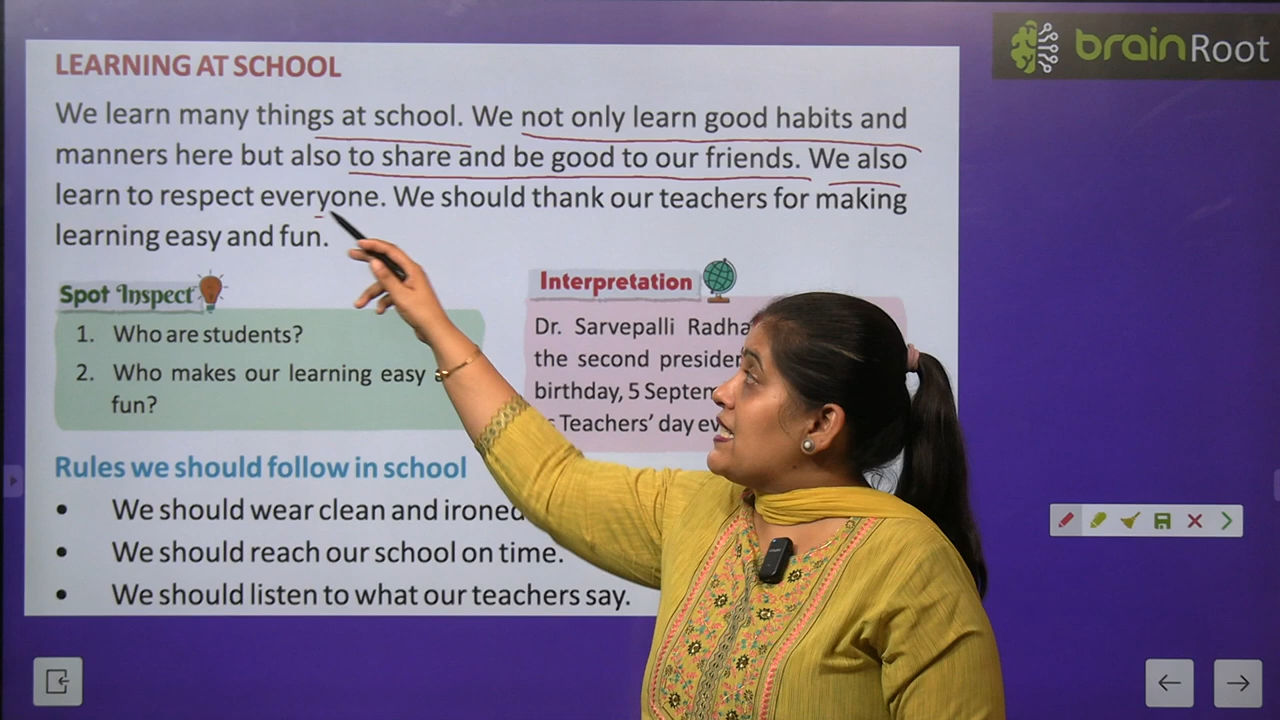 brainRoot
LEARNING AT SCHOOL
We learn many things at school. We not only learn good habits and
manners here but also to share and be good to our friends. We also
learn to respect everyone. We should thank our teachers for making
learning easy and fun.
Spot Inspect
1. Who are students?
2. Who makes our learning easy
fun?
Interpretation
Dr. Sarvepalli
the second
birthday, 5
Teachers' day
Rules we should follow in school
• We should wear clean and ironed
• We should reach our school on time.
• We should listen to what our teachers say.